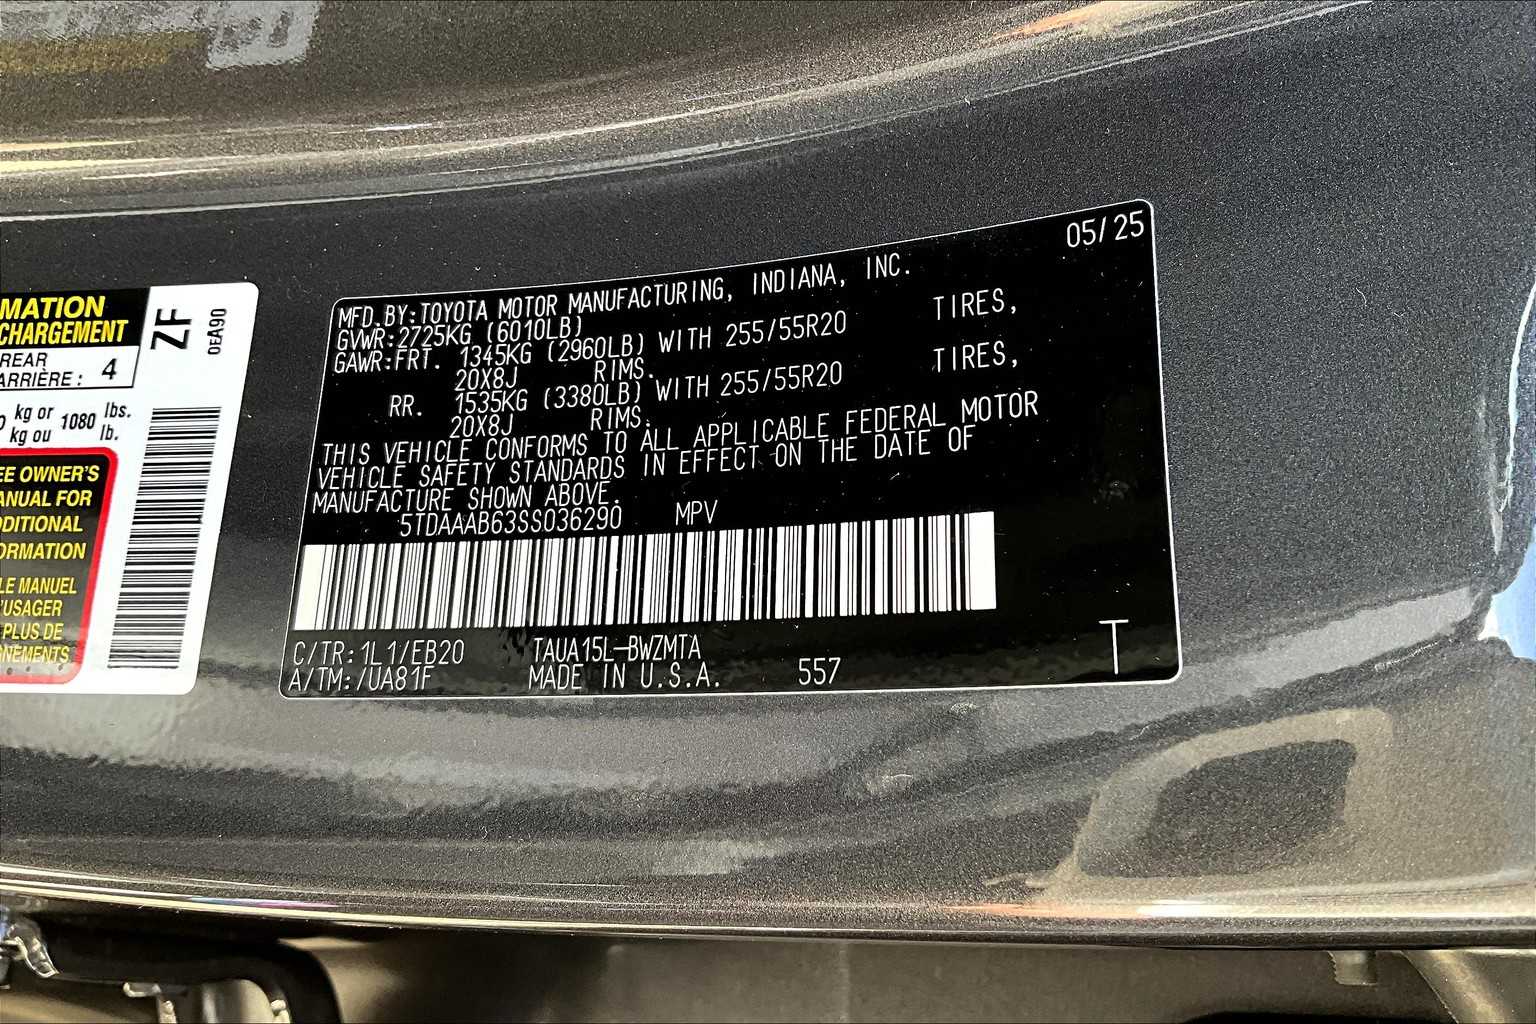 MATION
CHARGEMENT
REAR
ARRIÈRE : 4
kg or 1080 lbs.
kg ou lb.
EE OWNER'S
ANUAL FOR
DDITIONAL
ORMATION
LE MANUEL
'USAGER
PLUS DE
GNEMENTS
ZF
0EA90
05/25
MFD.BY:TOYOTA MOTOR MANUFACTURING, INDIANA, INC.
GVWR:2725KG (6010LB)
GAWR:FRT. 1345KG (2960LB) WITH 255/55R20 TIRES,
20X8J RIMS.
RR. 1535KG (3380LB) WITH 255/55R20 TIRES,
20X8J RIMS.
THIS VEHICLE CONFORMS TO ALL APPLICABLE FEDERAL MOTOR
VEHICLE SAFETY STANDARDS IN EFFECT ON THE DATE OF
MANUFACTURE SHOWN ABOVE.
5TDAAAB63SS036290 MPV
C/TR:1L1/EB20 TAUA15L-BWZMTA
A/TM:/UA81F MADE IN U.S.A. 557 T